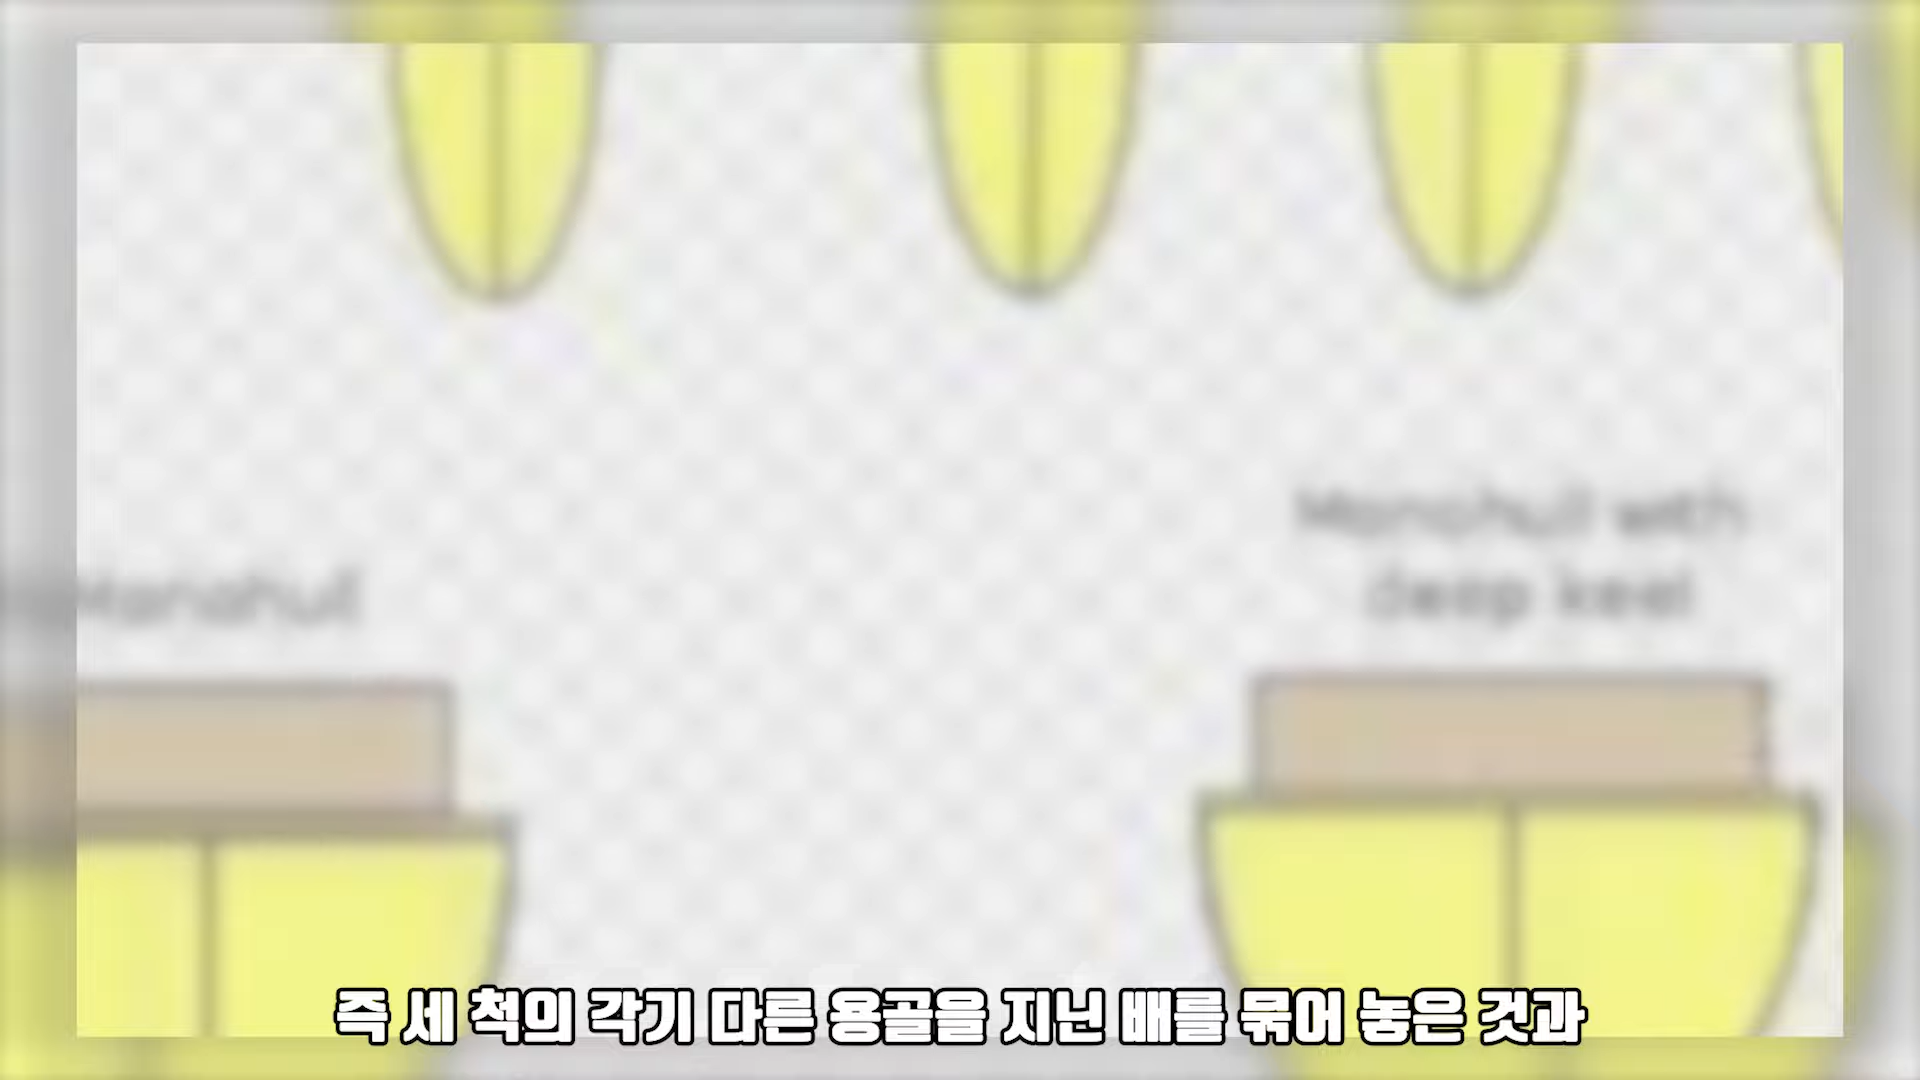 Monohull with
Monohull
deep keel
즉 세 척의 각기 다른 용골을 지닌 배를 묶어 놓은 것과